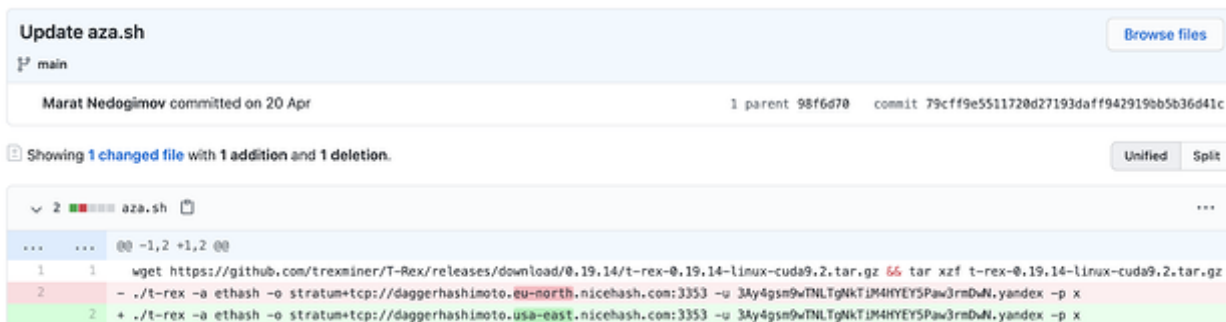 Update aza.sh
Browse files
main
Marat Nedogimov committed on 20 Apr
1 parent 98f6d70 commit 79cff9e5511720d27193daff942919bb5b36d41c
Showing 1 changed file with 1 addition and 1 deletion.
Unified Split
2 aza.sh
... ... @@ -1,2 +1,2 @@
1 1 wget https://github.com/trexminer/T-Rex/releases/download/0.19.14/t-rex-0.19.14-linux-cuda9.2.tar.gz && tar xzf t-rex-0.19.14-linux-cuda9.2.tar.gz
2 - ./t-rex -a ethash -o stratum+tcp://daggerhashimoto.eu-north.nicehash.com:3353 -u 3Ay4gsm9wTNLTgNkTiM4HYEY5Paw3rmDwN.yandex -p x
2 + ./t-rex -a ethash -o stratum+tcp://daggerhashimoto.usa-east.nicehash.com:3353 -u 3Ay4gsm9wTNLTgNkTiM4HYEY5Paw3rmDwN.yandex -p x